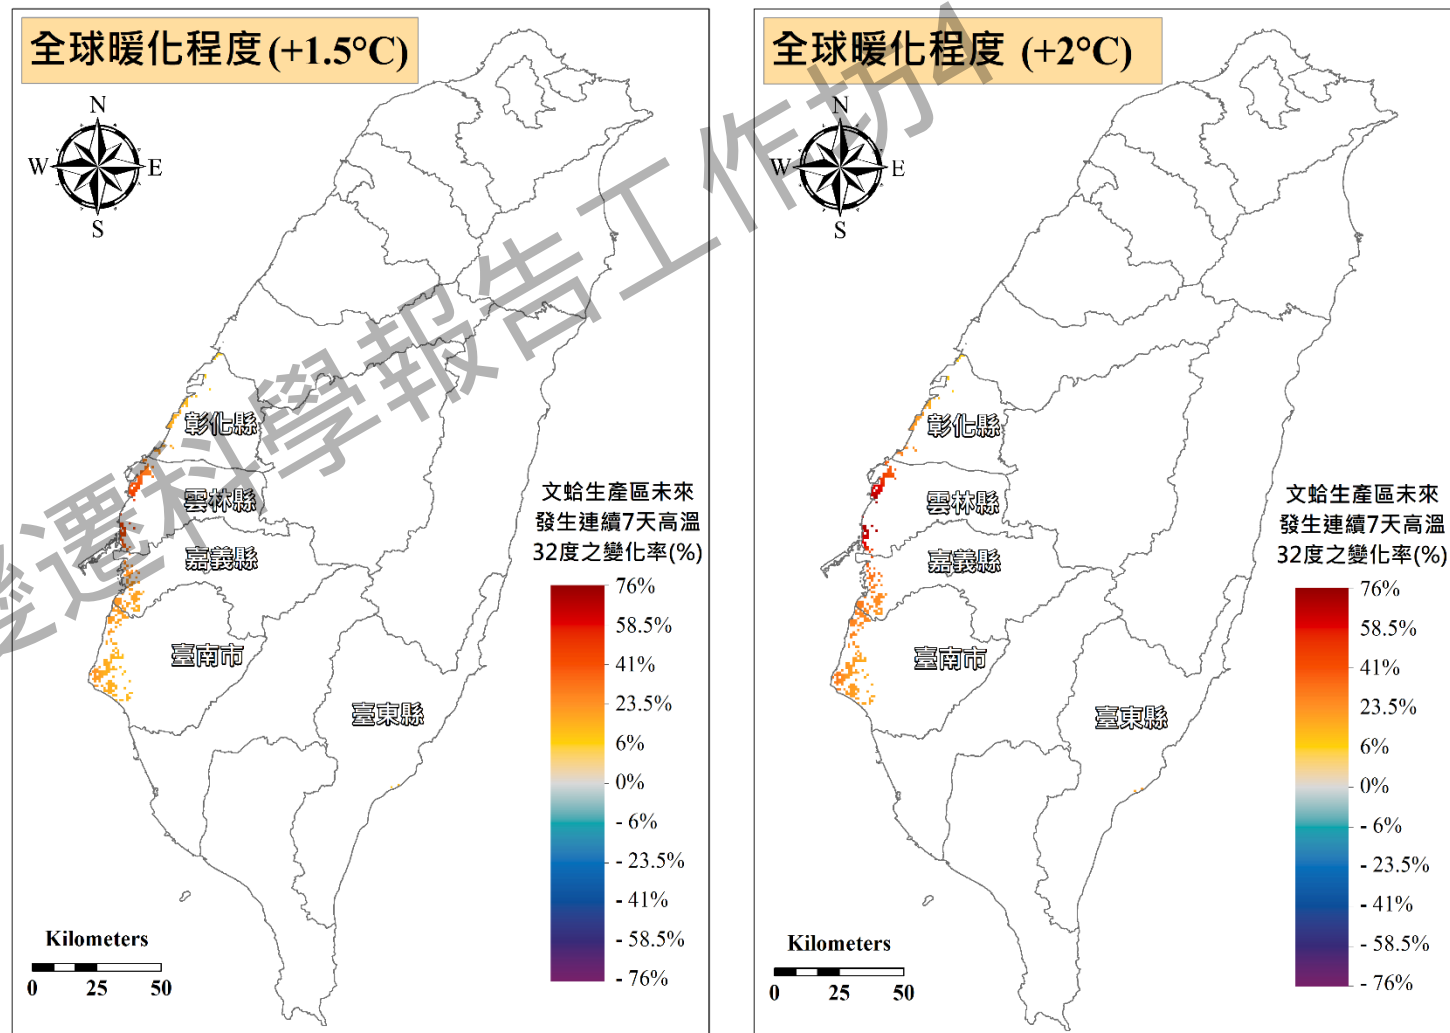 全球暖化程度(+1.5°C)
N
W
E
S
彰化縣
雲林縣
嘉義縣
臺南市
臺東縣
文蛤生產區未來
發生連續7天高溫
32度之變化率(%)
76%
58.5%
41%
23.5%
6%
0%
- 6%
- 23.5%
- 41%
- 58.5%
- 76%
Kilometers
0 25 50
全球暖化程度 (+2°C)
N
W
E
S
彰化縣
雲林縣
嘉義縣
臺南市
臺東縣
文蛤生產區未來
發生連續7天高溫
32度之變化率(%)
76%
58.5%
41%
23.5%
6%
0%
- 6%
- 23.5%
- 41%
- 58.5%
- 76%
Kilometers
0 25 50
變遷科學報告工作坊4